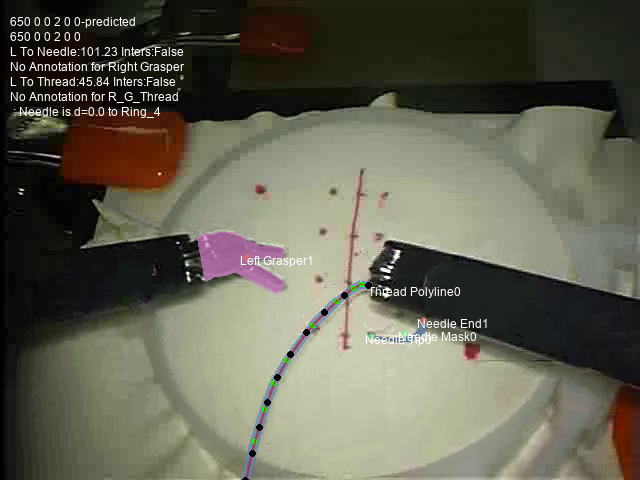 650 0 0 2 0 0-predicted
650 0 0 2 0 0
L To Needle:101.23 Inters:False
No Annotation for Right Grasper
L To Thread:45.84 Inters:False
No Annotation for R_G_Thread
: Needle is d=0.0 to Ring_4
Left Grasper1
Thread Polyline0
Needle End1
Needle Mask0
Needle Tip0